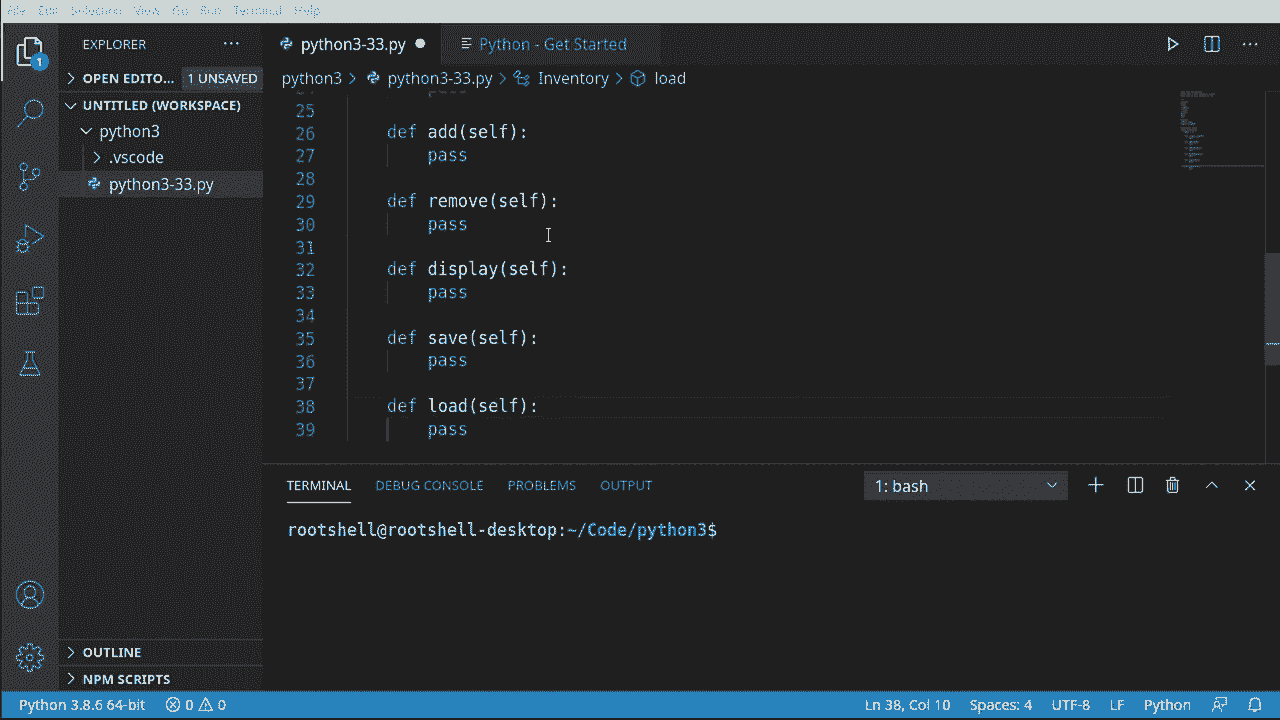 File Edit Selection View Go Run Terminal Help
EXPLORER
python3-33.py
Python - Get Started
OPEN EDITO... 1 UNSAVED
python3 > python3-33.py > Inventory > load
UNTITLED (WORKSPACE)
python3
.vscode
python3-33.py
1
25
26 def add(self):
27 pass
28
29 def remove(self):
30 pass
31
32 def display(self):
33 pass
34
35 def save(self):
36 pass
37
38 def load(self):
39 pass
TERMINAL DEBUG CONSOLE PROBLEMS OUTPUT 1: bash
rootshell@rootshell-desktop:~/Code/python3$
OUTLINE
NPM SCRIPTS
Python 3.8.6 64-bit 0 0 Ln 38, Col 10 Spaces: 4 UTF-8 LF Python